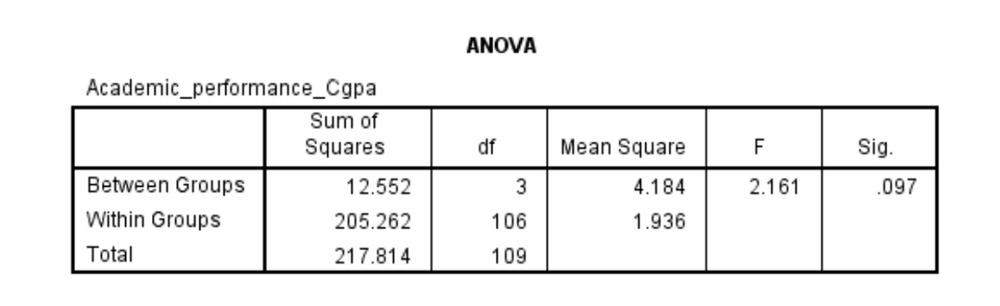 ANOVA
Academic_performance_Cgpa
Sum of
Squares df Mean Square F Sig.
Between Groups 12.552 3 4.184 2.161 .097
Within Groups 205.262 106 1.936
Total 217.814 109